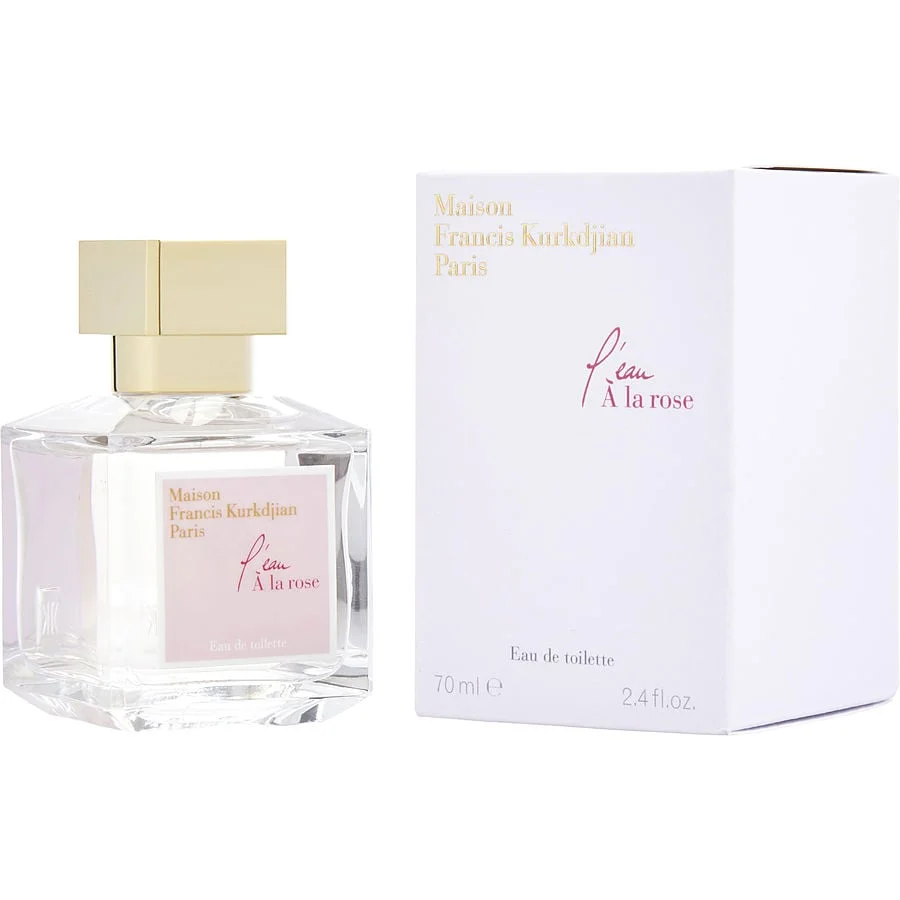 Maison
Francis Kurkdjian
Paris
l'eau
À la rose
Eau de toilette
Maison
Francis Kurkdjian
Paris
l'eau
À la rose
Eau de toilette
70 ml ℮ 2.4 fl.oz.